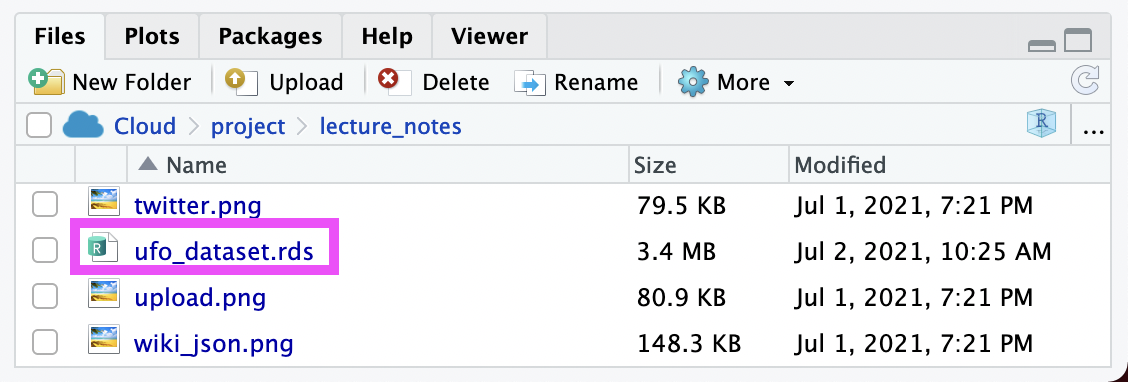 Files Plots Packages Help Viewer
New Folder Upload Delete Rename More
Cloud project lecture_notes R ...
Name Size Modified
twitter.png 79.5 KB Jul 1, 2021, 7:21 PM
R ufo_dataset.rds 3.4 MB Jul 2, 2021, 10:25 AM
upload.png 80.9 KB Jul 1, 2021, 7:21 PM
wiki_json.png 148.3 KB Jul 1, 2021, 7:21 PM